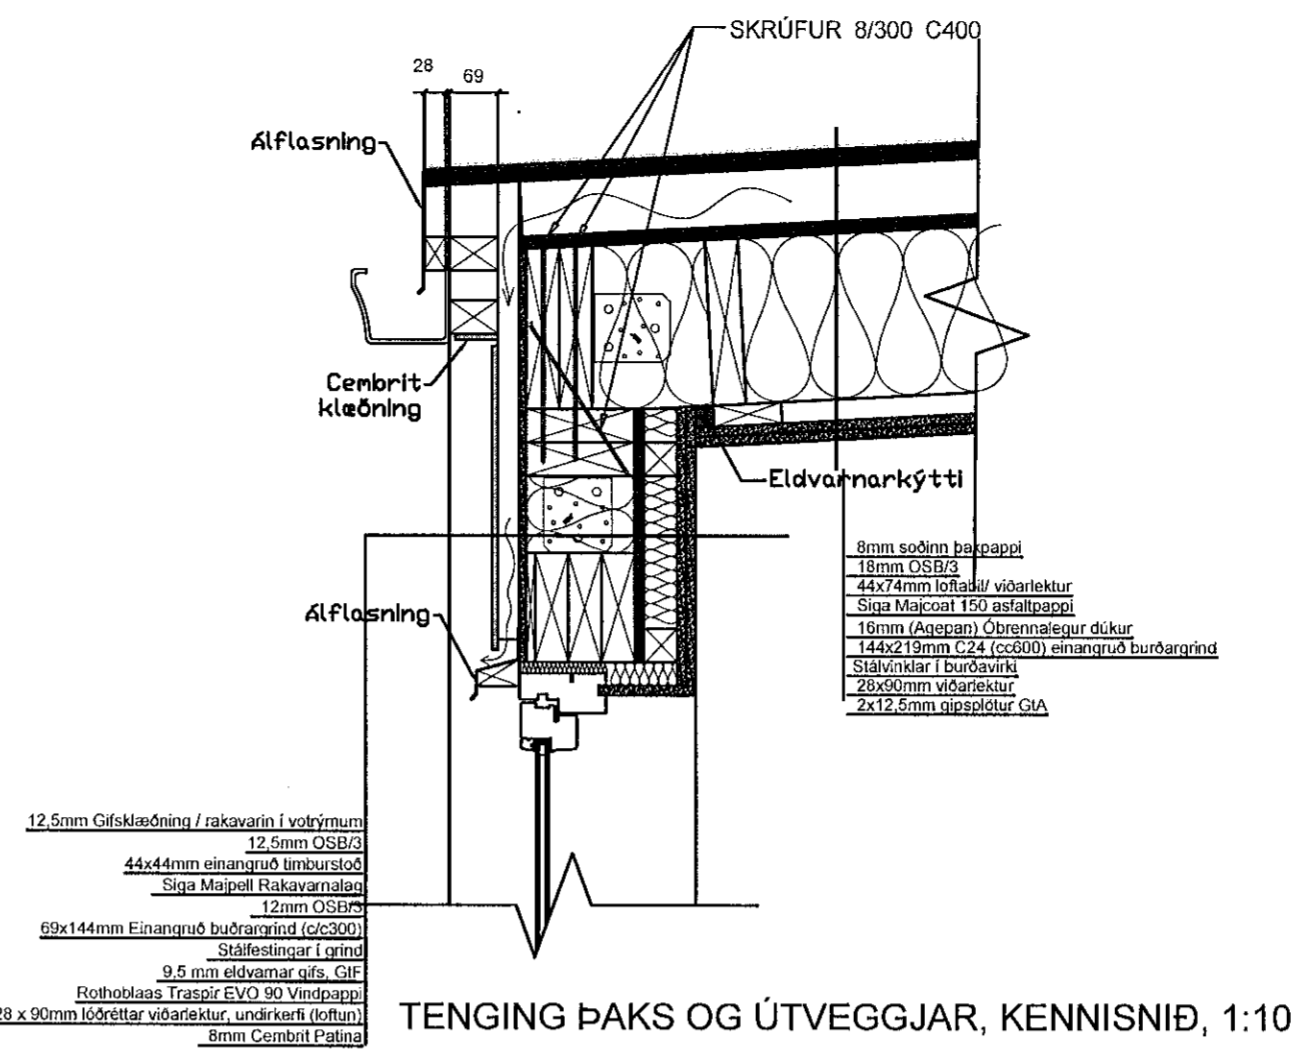 SKRÚFUR 8/300 C400
28
69
Álflasning
Cembrit
klæðning
Eldvarnarkýtti
8mm soðinn þakpappi
18mm OSB/3
44x74mm loftabil/ viðarlektur
Siga Majcoat 150 asfaltpappi
16mm (Agepan) Óbrennalegur dúkur
144x219mm C24 (cc600) einangruð burðargrind
Stálvinklar í burðavirki
28x90mm viðarlektur
2x12,5mm gipsplötur GtA
Álflasning
12,5mm Gifsklæðning / rakavarin í votrýmum
12,5mm OSB/3
44x44mm einangruð timburstoð
Siga Majpell Rakavarnalag
12mm OSB/3
69x144mm Einangruð buðrargrind (c/c300)
Stálfestingar í grind
9,5 mm eldvarnar gifs, GtF
Rothoblaas Traspir EVO 90 Vindpappi
28 x 90mm lóðréttar viðarlektur, undirkerfi (loftun)
8mm Cembrit Patina
TENGING ÞAKS OG ÚTVEGGJAR, KENNISNIÐ, 1:10